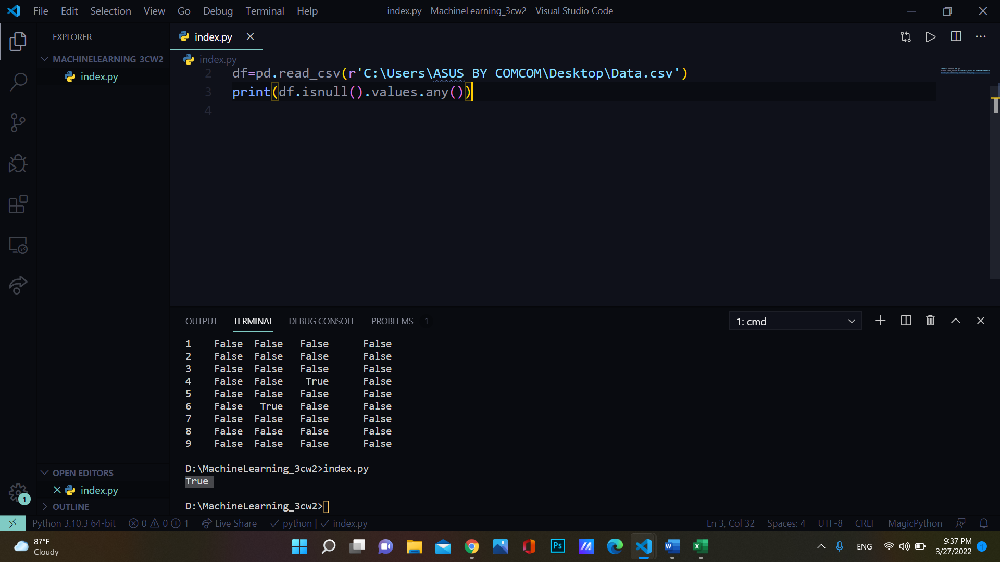 File Edit Selection View Go Debug Terminal Help
index.py - MachineLearning_3cw2 - Visual Studio Code
EXPLORER
MACHINELEARNING_3CW2
index.py
index.py
index.py
2 df=pd.read_csv(r'C:\Users\ASUS BY COMCOM\Desktop\Data.csv')
3 print(df.isnull().values.any())
4
OUTPUT TERMINAL DEBUG CONSOLE PROBLEMS 1
1: cmd
1 False False False False
2 False False False False
3 False False False False
4 False False True False
5 False False False False
6 False True False False
7 False False False False
8 False False False False
9 False False False False
D:\MachineLearning_3cw2>index.py
True
D:\MachineLearning_3cw2>
OPEN EDITORS
index.py
OUTLINE
1
Python 3.10.3 64-bit 0 0 1 Live Share python | index.py
Ln 3, Col 32 Spaces: 4 UTF-8 CRLF MagicPython
87°F
Cloudy
Ps
W
X
ENG
9:37 PM
3/27/2022
1